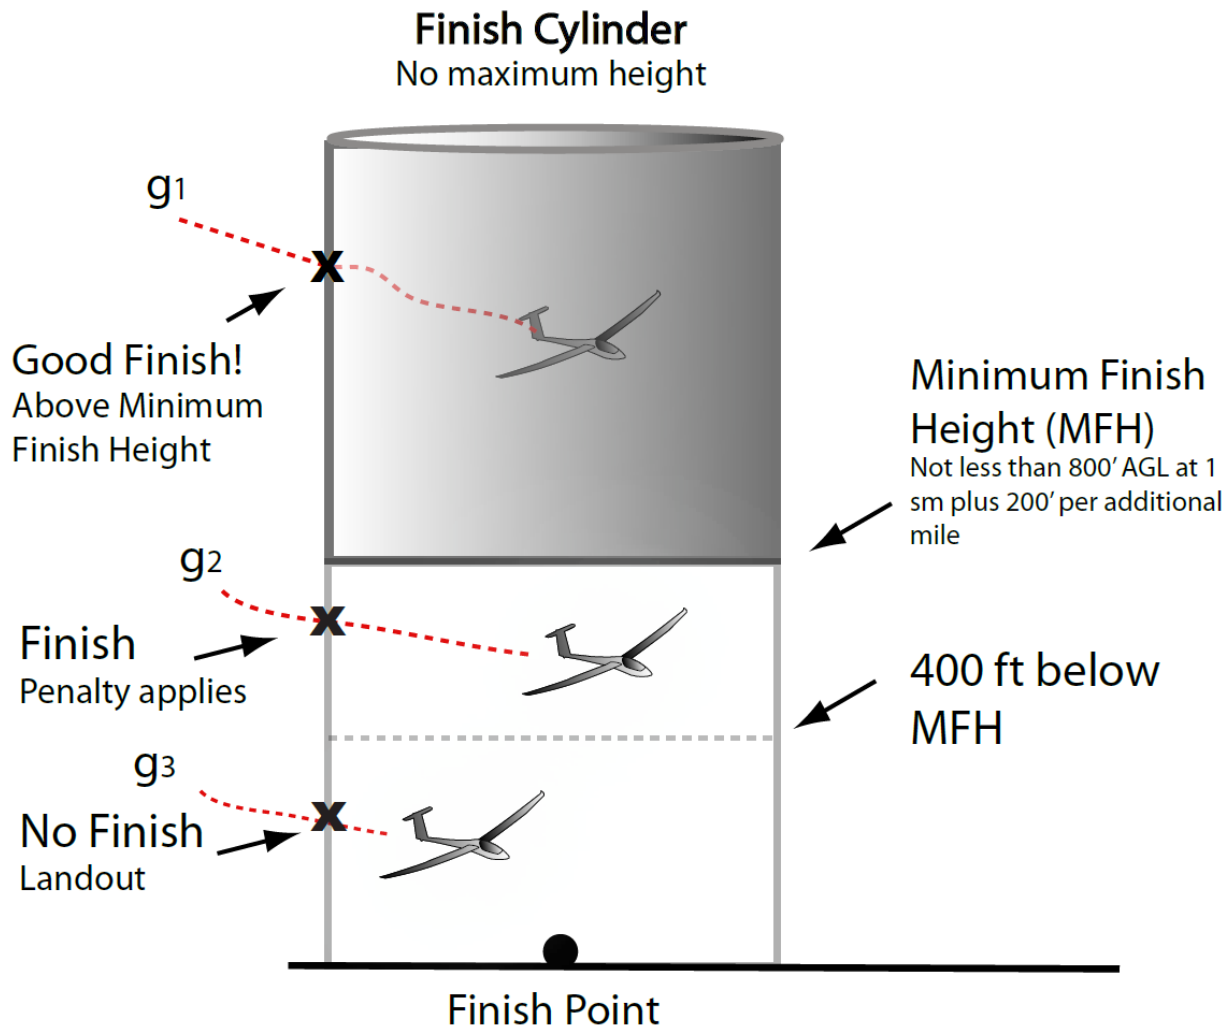 Finish Cylinder
No maximum height
g1
Good Finish!
Above Minimum
Finish Height
Minimum Finish
Height (MFH)
Not less than 800’ AGL at 1
sm plus 200’ per additional
mile
g2
Finish
Penalty applies
400 ft below
MFH
g3
No Finish
Landout
Finish Point